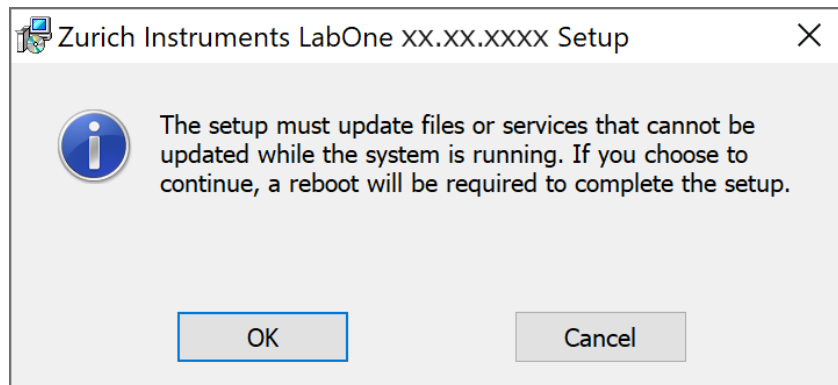 Zurich Instruments LabOne xx.xx.xxxx Setup
The setup must update files or services that cannot be
updated while the system is running. If you choose to
continue, a reboot will be required to complete the setup.
OK
Cancel